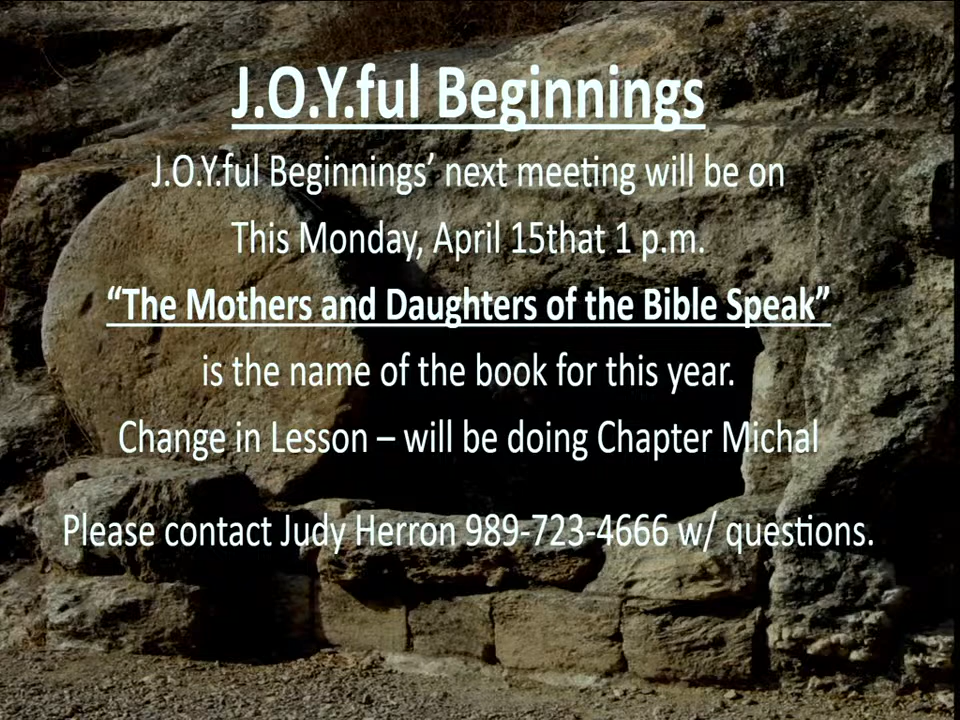 J.O.Y.ful Beginnings
J.O.Y.ful Beginnings’ next meeting will be on
This Monday, April 15that 1 p.m.
“The Mothers and Daughters of the Bible Speak”
is the name of the book for this year.
Change in Lesson – will be doing Chapter Michal
Please contact Judy Herron 989-723-4666 w/ questions.